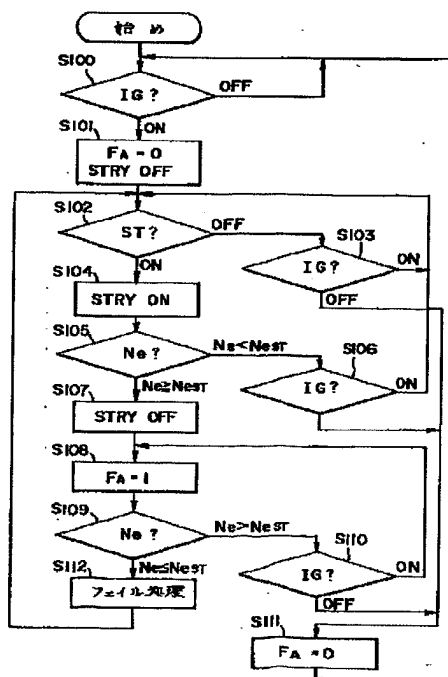 始め
S100
IG?
OFF
ON
S101
FA=0
STRY OFF
S102
ST?
OFF
S103
IG?
ON
OFF
ON
S104
STRY ON
S105
Ne?
Ne<NeST
S106
IG?
ON
Ne≥NeST
S107
STRY OFF
S108
FA=1
S109
Ne?
Ne>NeST
S110
IG?
ON
OFF
Ne≤NeST
S112
フェイル処理
S111
FA=0